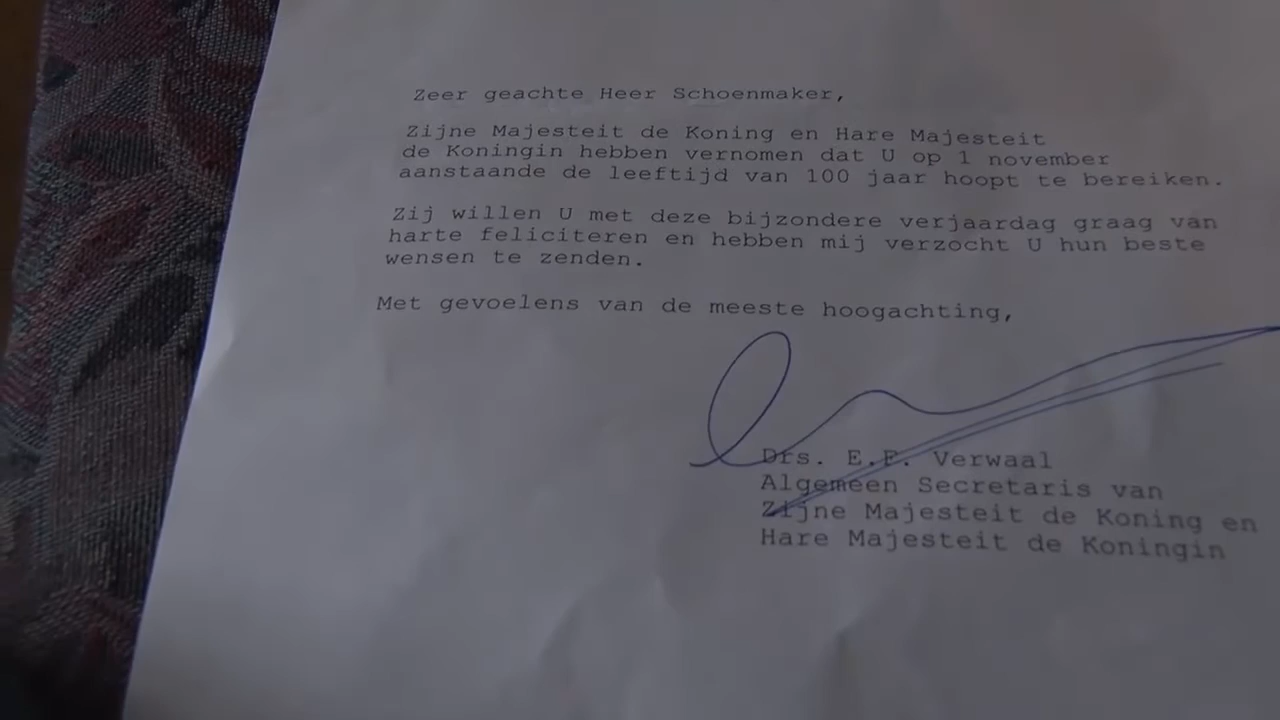 Zeer geachte Heer Schoenmaker,
Zijne Majesteit de Koning en Hare Majesteit
de Koningin hebben vernomen dat U op 1 november
aanstaande de leeftijd van 100 jaar hoopt te bereiken.
Zij willen U met deze bijzondere verjaardag graag van
harte feliciteren en hebben mij verzocht U hun beste
wensen te zenden.
Met gevoelens van de meeste hoogachting,
Drs. E.E. Verwaal
Algemeen Secretaris van
Zijne Majesteit de Koning en
Hare Majesteit de Koningin